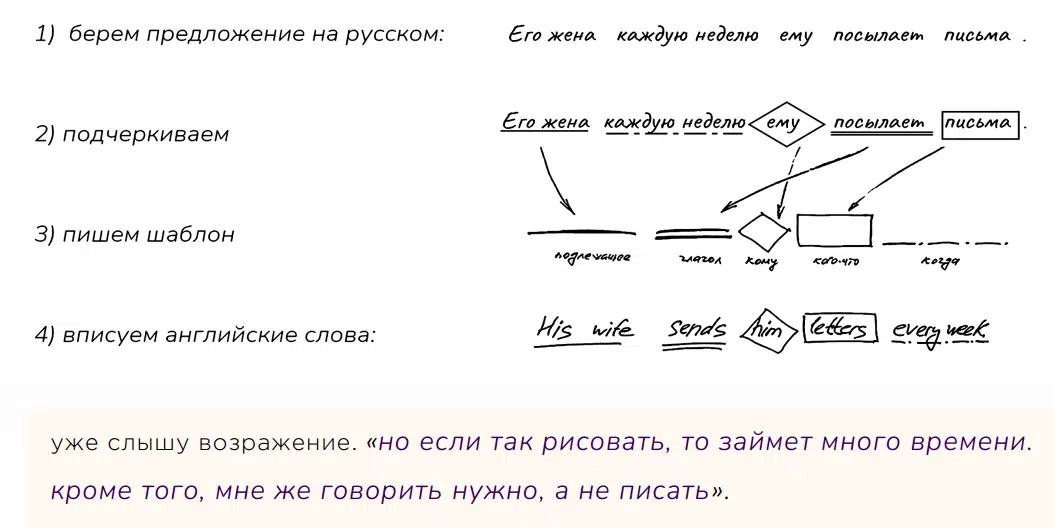 1) берем предложение на русском: Его жена каждую неделю ему посылает письма .
2) подчеркиваем Его жена каждую неделю ему посылает письма .
3) пишем шаблон
подлежащее глагол кому кого-что когда
4) вписуем английские слова: His wife sends him letters every week
уже слышу возражение. «но если так рисовать, то займет много времени.
кроме того, мне же говорить нужно, а не писать».